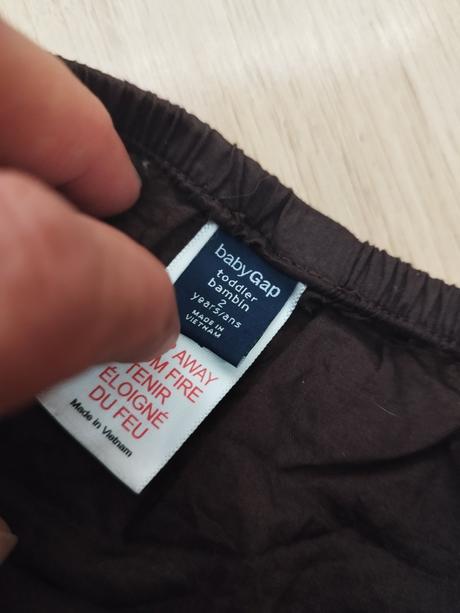 babyGap
toddler
bambin
2
years/ans
MADE IN
VIETNAM
AWAY
FIRE
TENIR
ÉLOIGNÉ
DU FEU
Made in Vietnam